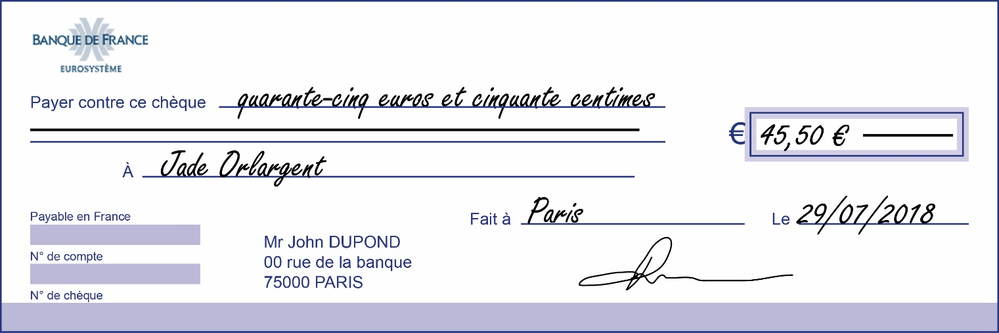 BANQUE DE FRANCE
EUROSYSTÈME
Payer contre ce chèque quarante-cinq euros et cinquante centimes
€ 45,50 €
À Jade Orlargent
Payable en France
Fait à Paris Le 29/07/2018
N° de compte
N° de chèque
Mr John DUPOND
00 rue de la banque
75000 PARIS